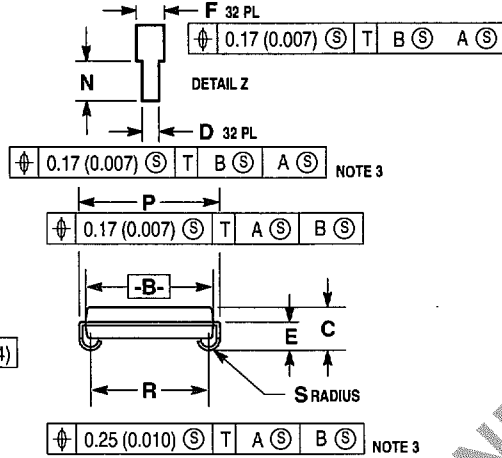 F 32 PL
⌖ 0.17 (0.007) Ⓢ T B Ⓢ A Ⓢ
N
DETAIL Z
D 32 PL
⌖ 0.17 (0.007) Ⓢ T B Ⓢ A Ⓢ NOTE 3
P
⌖ 0.17 (0.007) Ⓢ T A Ⓢ B Ⓢ
-B-
E C
4)
R
S RADIUS
⌖ 0.25 (0.010) Ⓢ T A Ⓢ B Ⓢ NOTE 3